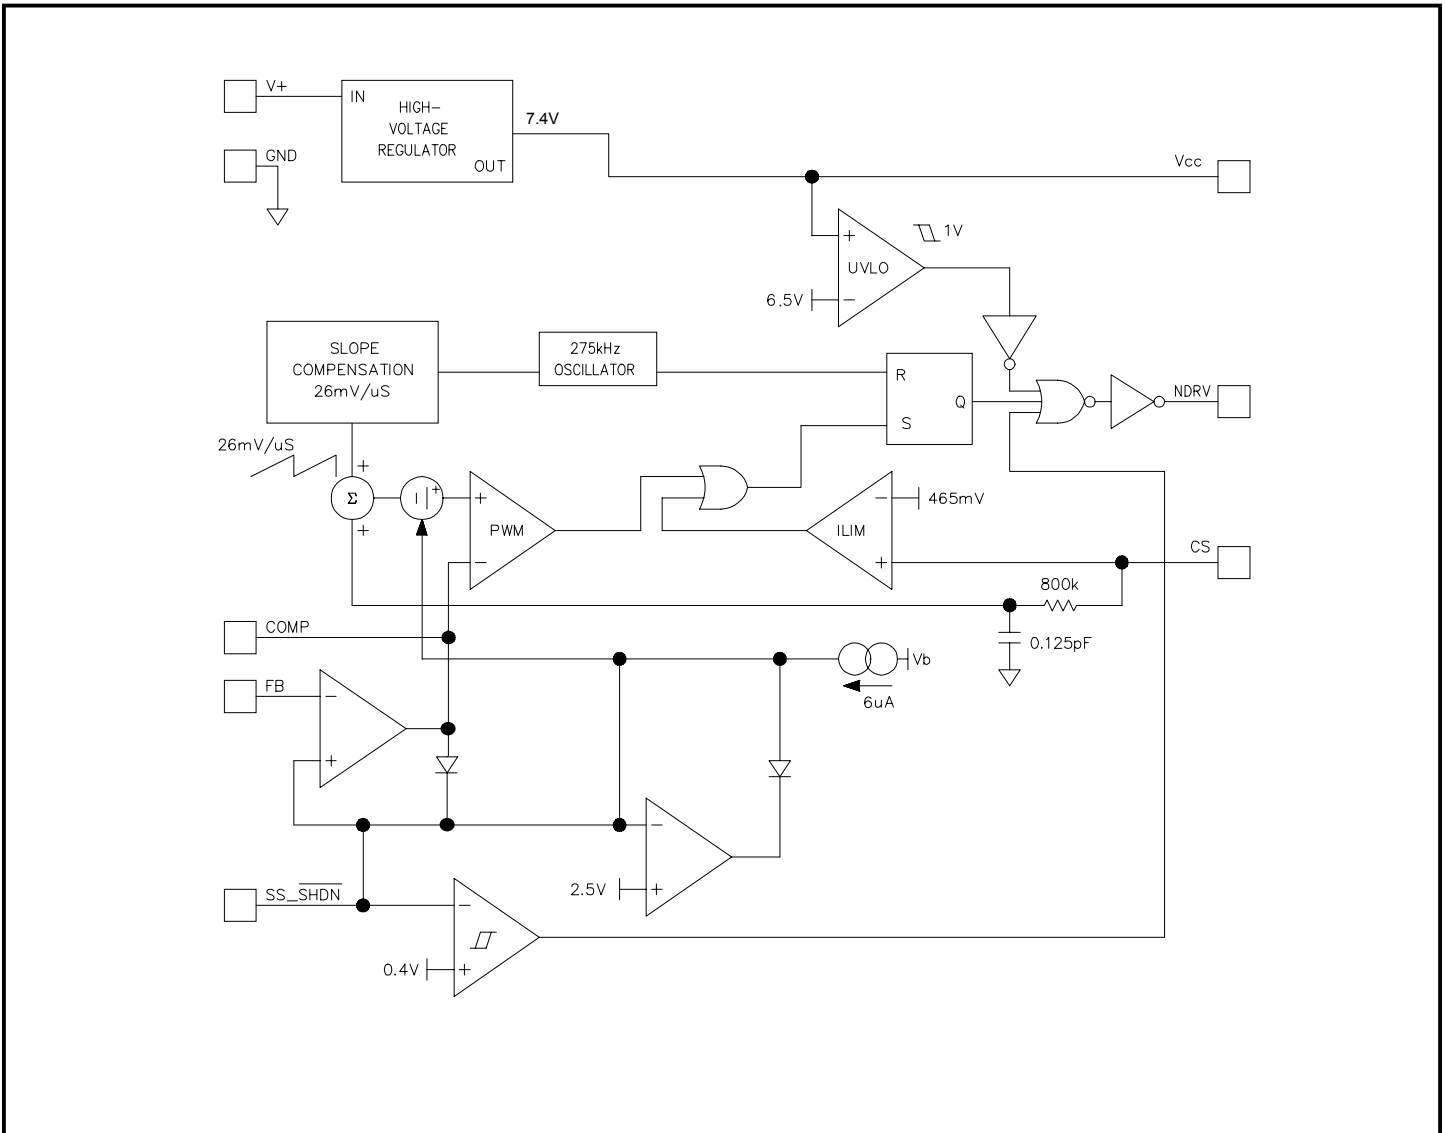 V+
IN
HIGH-
VOLTAGE
REGULATOR
OUT
7.4V
GND
Vcc
+
UVLO
1V
6.5V
−
SLOPE
COMPENSATION
26mV/uS
275kHz
OSCILLATOR
R
Q
S
NDRV
26mV/uS
+
Σ
+
+
+
PWM
−
−
465mV
ILIM
+
CS
800k
0.125pF
COMP
Vb
6uA
FB
−
+
−
2.5V
+
SS_SHDN
−
0.4V
+